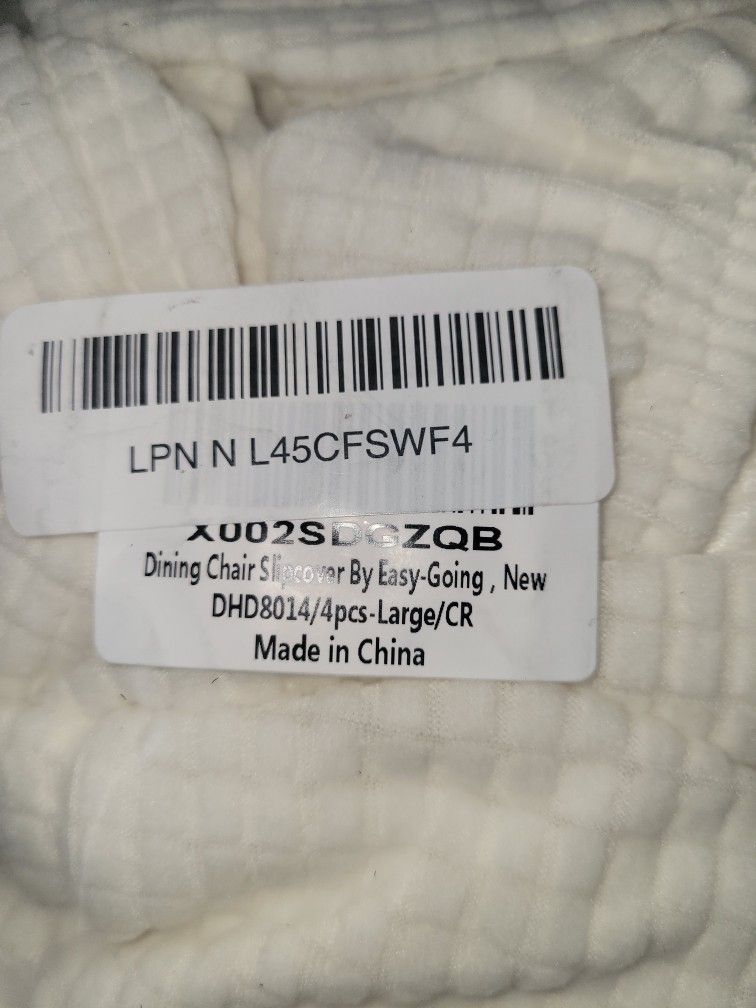 LPN N L45CFSWF4
X002SDGZQB
Dining Chair Slipcover By Easy-Going , New
DHD8014/4pcs-Large/CR
Made in China